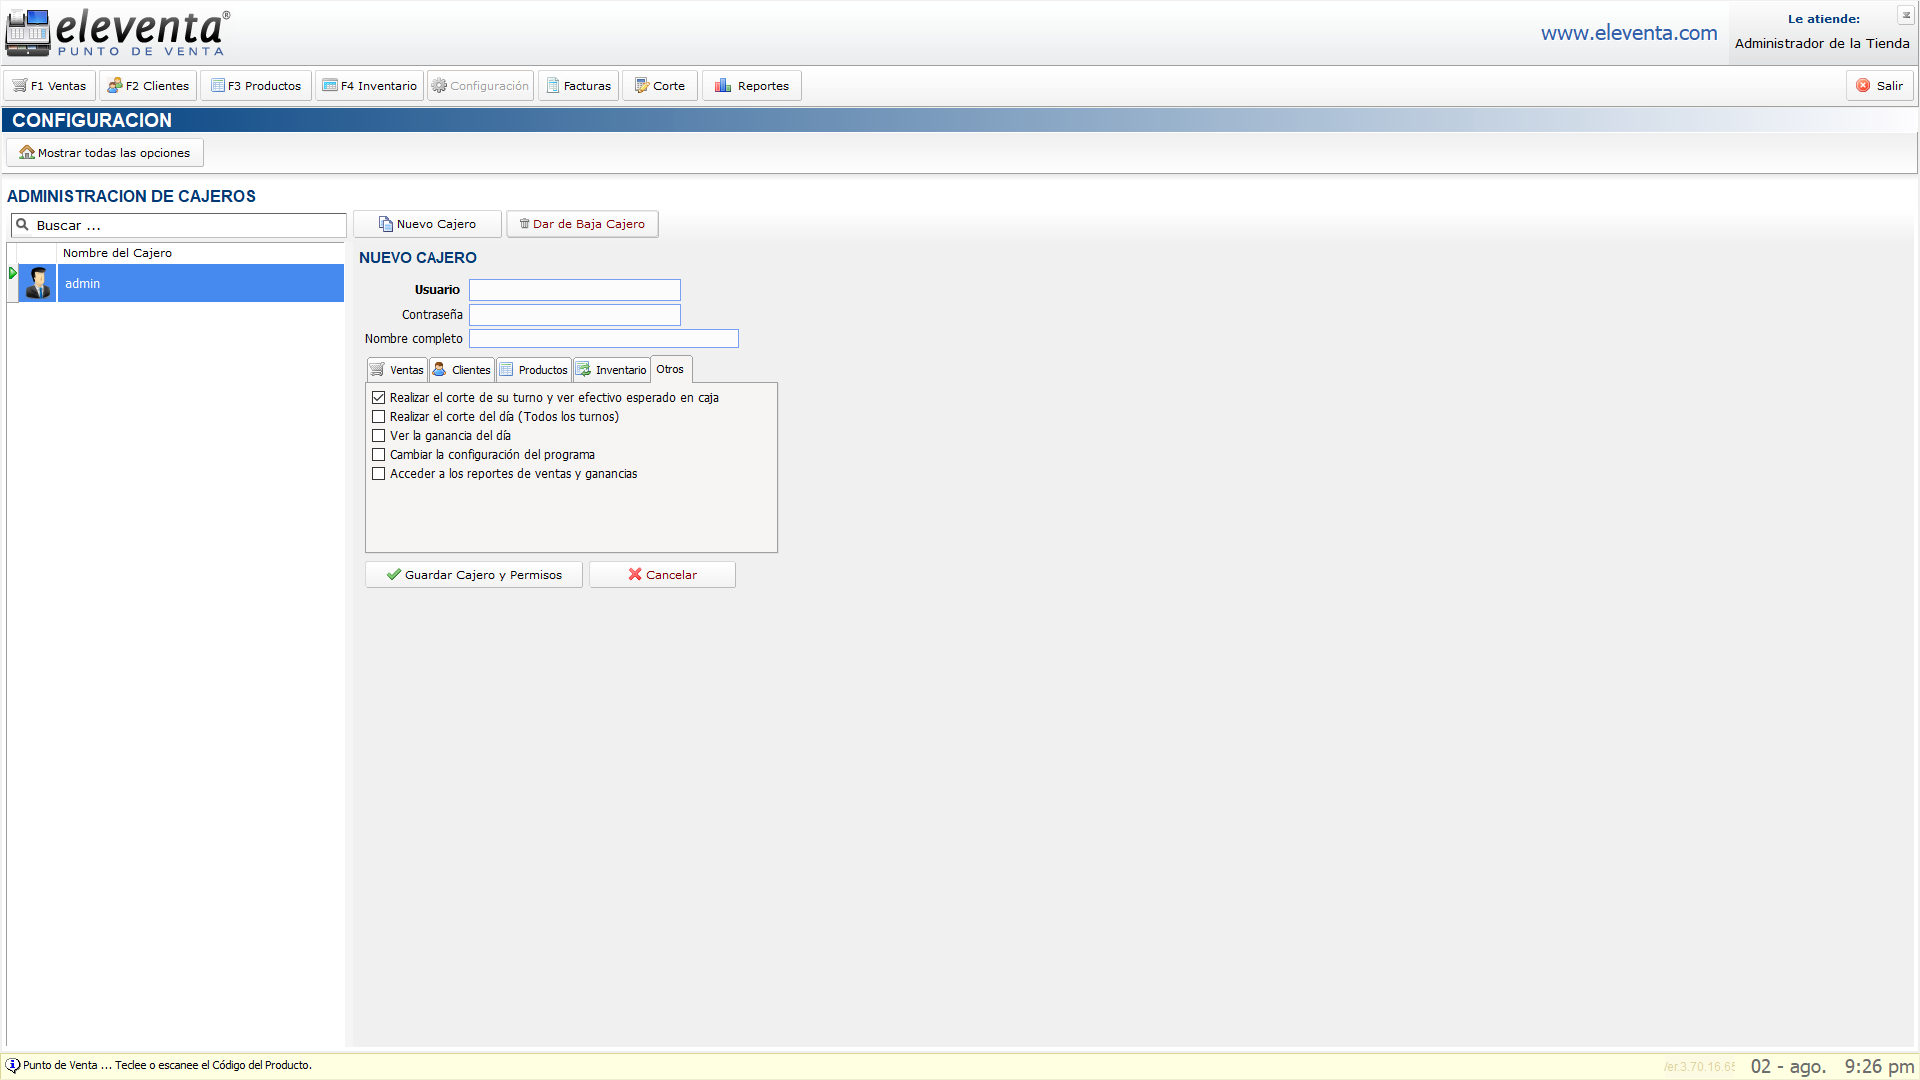 eleventa®
PUNTO DE VENTA
www.eleventa.com
Le atiende:
Administrador de la Tienda
F1 Ventas
F2 Clientes
F3 Productos
F4 Inventario
Configuración
Facturas
Corte
Reportes
Salir
CONFIGURACION
Mostrar todas las opciones
ADMINISTRACION DE CAJEROS
Buscar ...
Nuevo Cajero
Dar de Baja Cajero
Nombre del Cajero
admin
NUEVO CAJERO
Usuario
Contraseña
Nombre completo
Ventas
Clientes
Productos
Inventario
Otros
Realizar el corte de su turno y ver efectivo esperado en caja
Realizar el corte del día (Todos los turnos)
Ver la ganancia del día
Cambiar la configuración del programa
Acceder a los reportes de ventas y ganancias
Guardar Cajero y Permisos
Cancelar
Punto de Venta ... Teclee o escanee el Código del Producto.
02 - ago.
9:26 pm